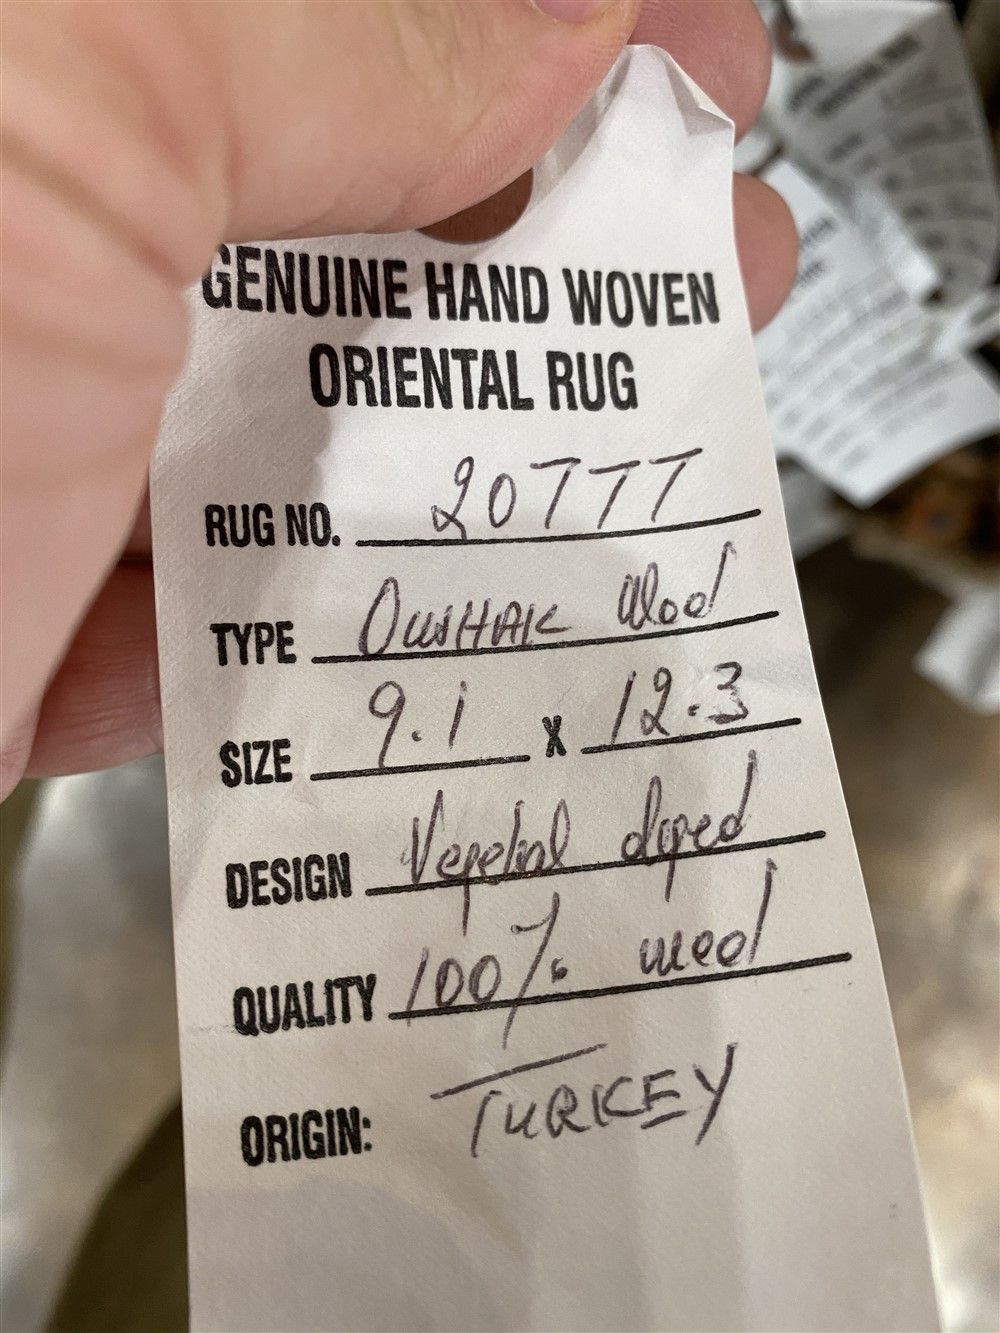 GENUINE HAND WOVEN
ORIENTAL RUG
RUG NO. 20777
TYPE OUSHAK Wool
SIZE 9.1 X 12.3
DESIGN Vegetal dyed
QUALITY 100% wool
ORIGIN: TURKEY